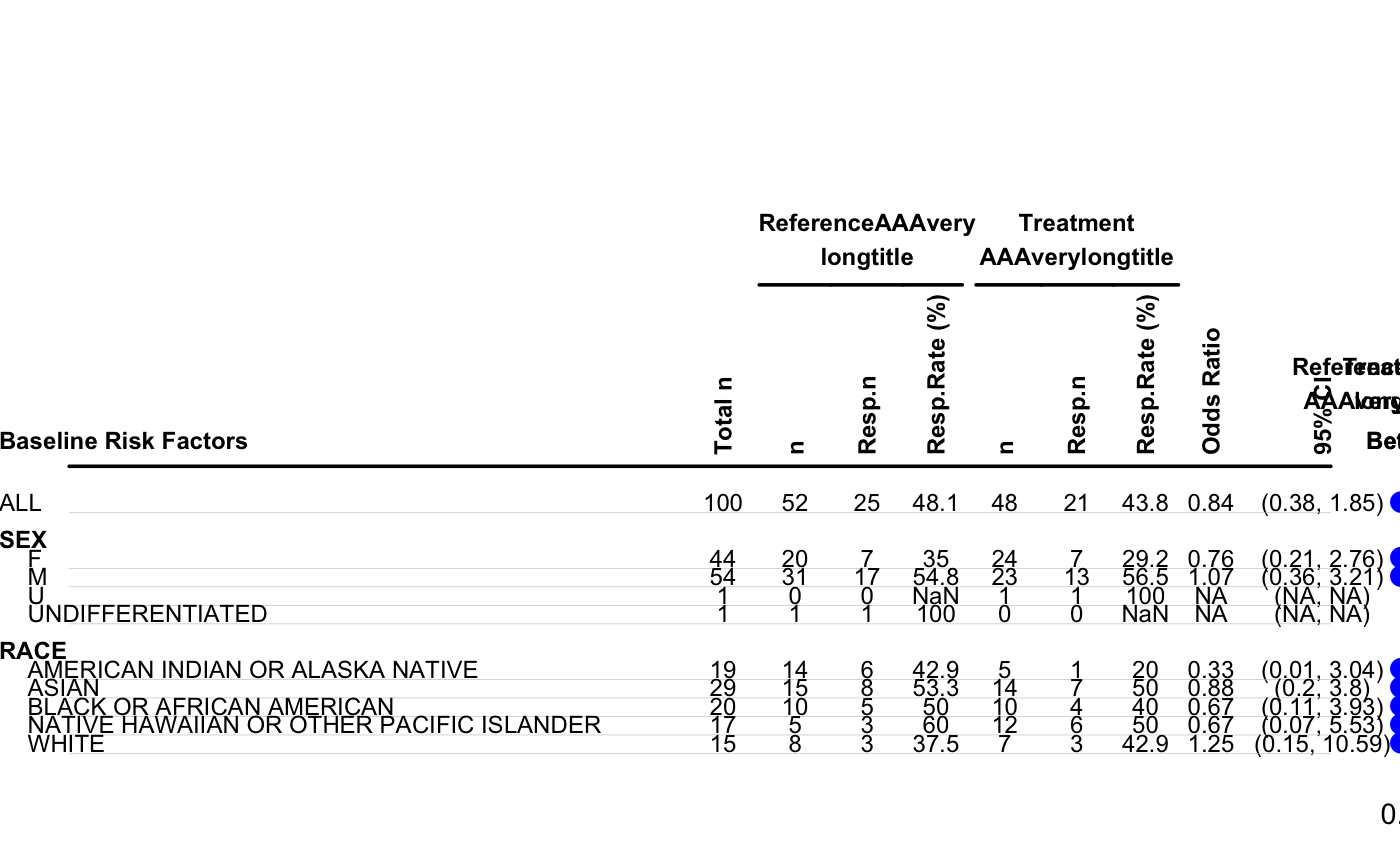 ReferenceAAAvery Treatment
longtitle AAAverylongtitle
Baseline Risk Factors Total n n Resp.n Resp.Rate (%) n Resp.n Resp.Rate (%) Odds Ratio 95% CI
ALL 100 52 25 48.1 48 21 43.8 0.84 (0.38, 1.85)
SEX
F 44 20 7 35 24 7 29.2 0.76 (0.21, 2.76)
M 54 31 17 54.8 23 13 56.5 1.07 (0.36, 3.21)
U 1 0 0 NaN 1 1 100 NA (NA, NA)
UNDIFFERENTIATED 1 1 1 100 0 0 NaN NA (NA, NA)
RACE
AMERICAN INDIAN OR ALASKA NATIVE 19 14 6 42.9 5 1 20 0.33 (0.01, 3.04)
ASIAN 29 15 8 53.3 14 7 50 0.88 (0.2, 3.8)
BLACK OR AFRICAN AMERICAN 20 10 5 50 10 4 40 0.67 (0.11, 3.93)
NATIVE HAWAIIAN OR OTHER PACIFIC ISLANDER 17 5 3 60 12 6 50 0.67 (0.07, 5.53)
WHITE 15 8 3 37.5 7 3 42.9 1.25 (0.15, 10.59)
0.